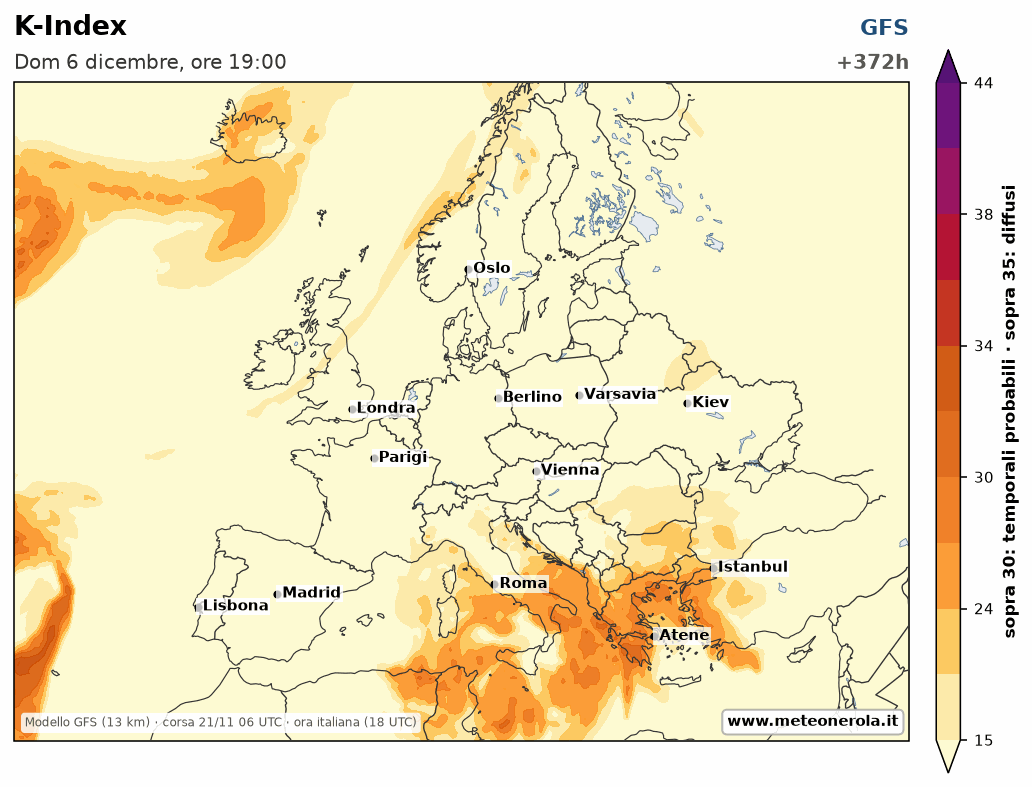 K-Index
GFS
Dom 6 dicembre, ore 19:00
+372h
44
38
34
30
24
15
sopra 30: temporali probabili · sopra 35: diffusi
Oslo
Berlino
Varsavia
Kiev
Londra
Parigi
Vienna
Istanbul
Roma
Madrid
Lisbona
Atene
Modello GFS (13 km) · corsa 21/11 06 UTC · ora italiana (18 UTC)
www.meteonerola.it